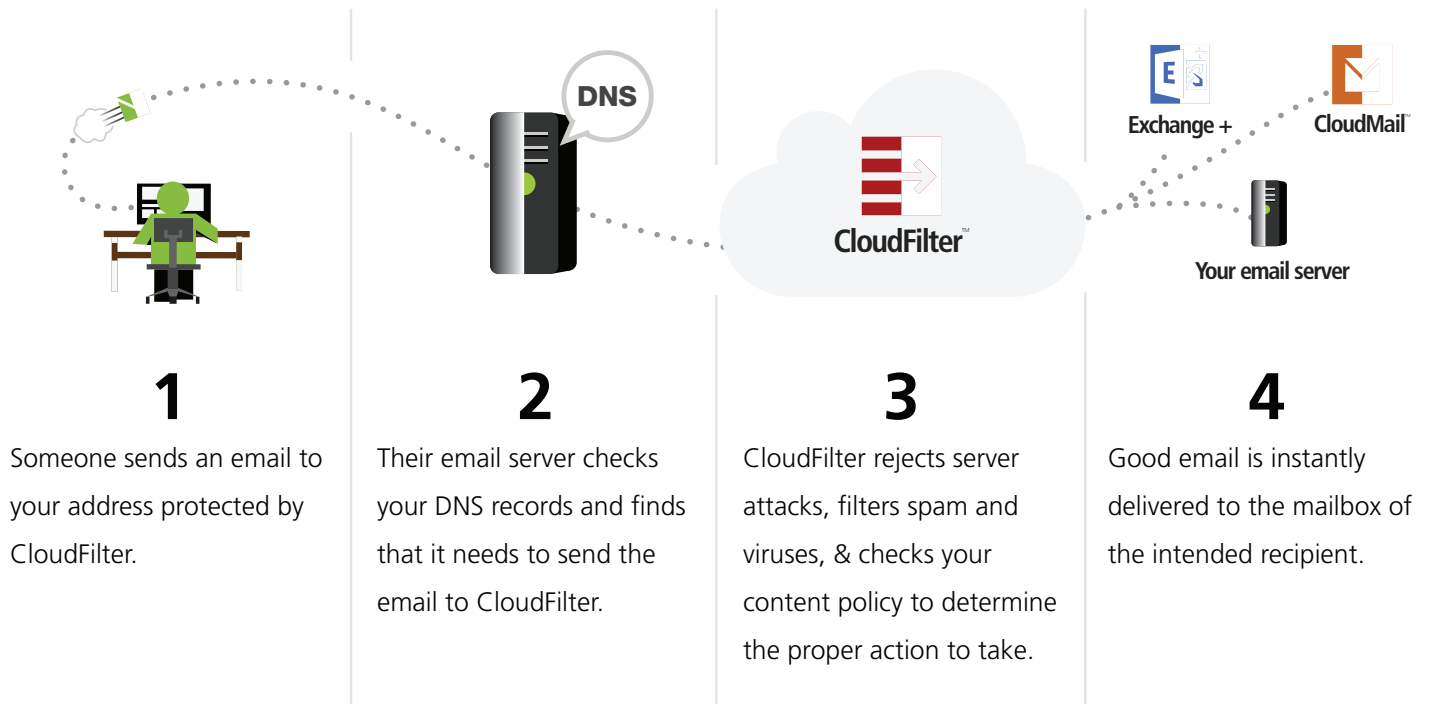 DNS
E
Exchange +
CloudMail™
CloudFilter™
Your email server
1
Someone sends an email to
your address protected by
CloudFilter.
2
Their email server checks
your DNS records and finds
that it needs to send the
email to CloudFilter.
3
CloudFilter rejects server
attacks, filters spam and
viruses, & checks your
content policy to determine
the proper action to take.
4
Good email is instantly
delivered to the mailbox of
the intended recipient.